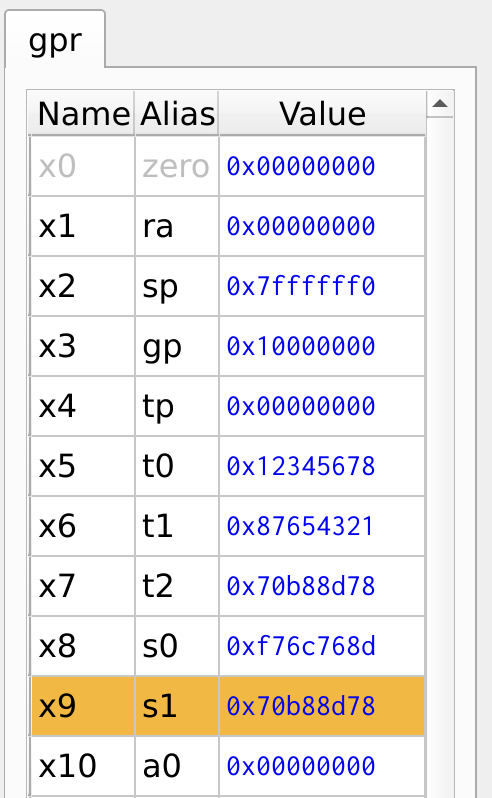 gpr
Name Alias Value
x0 zero 0x00000000
x1 ra 0x00000000
x2 sp 0x7ffffff0
x3 gp 0x10000000
x4 tp 0x00000000
x5 t0 0x12345678
x6 t1 0x87654321
x7 t2 0x70b88d78
x8 s0 0xf76c768d
x9 s1 0x70b88d78
x10 a0 0x00000000